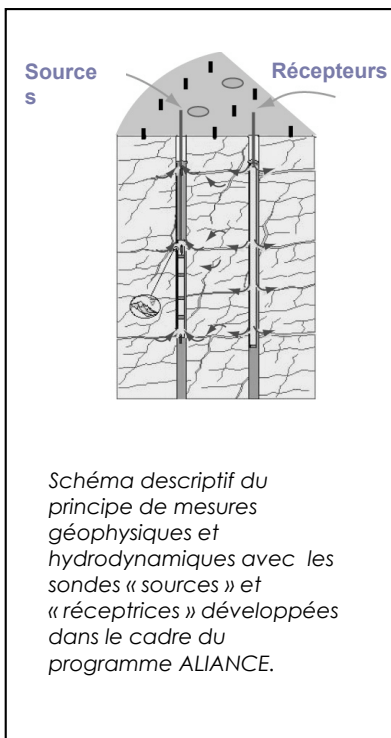 Source
s
Récepteurs
Schéma descriptif du
principe de mesures
géophysiques et
hydrodynamiques avec les
sondes « sources » et
« réceptrices » développées
dans le cadre du
programme ALIANCE.